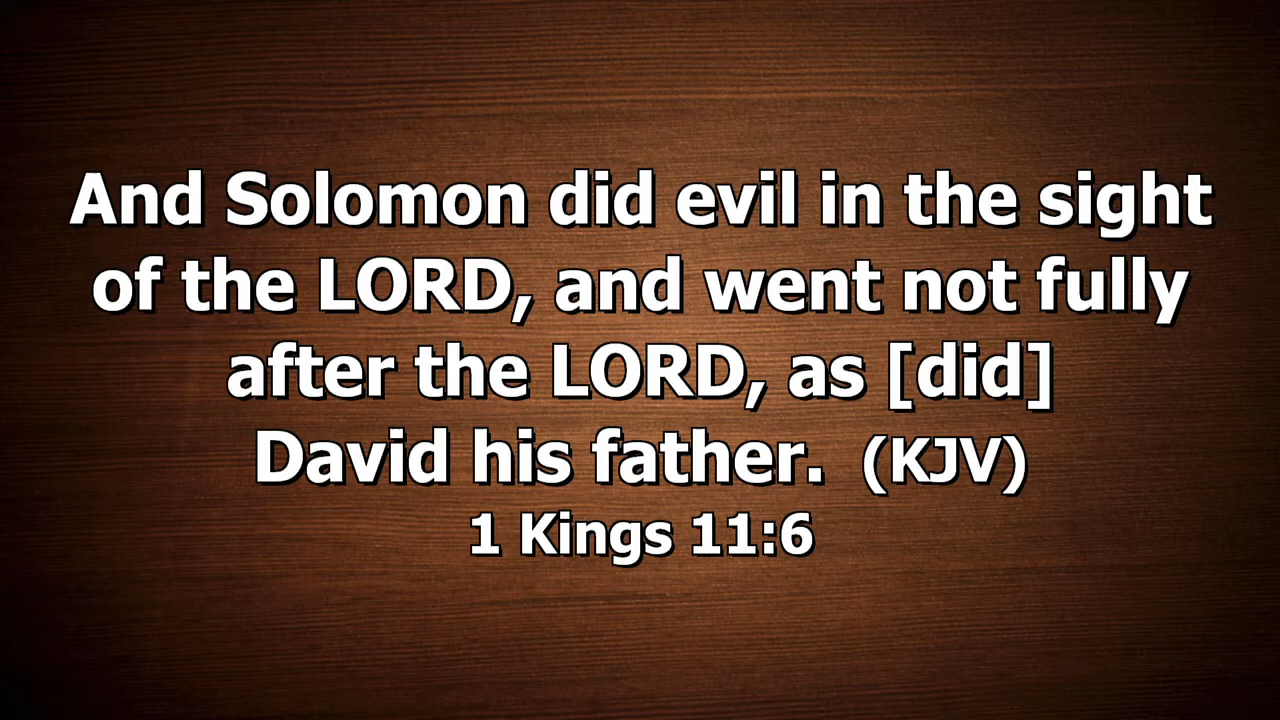 And Solomon did evil in the sight
of the LORD, and went not fully
after the LORD, as [did]
David his father. (KJV)
1 Kings 11:6